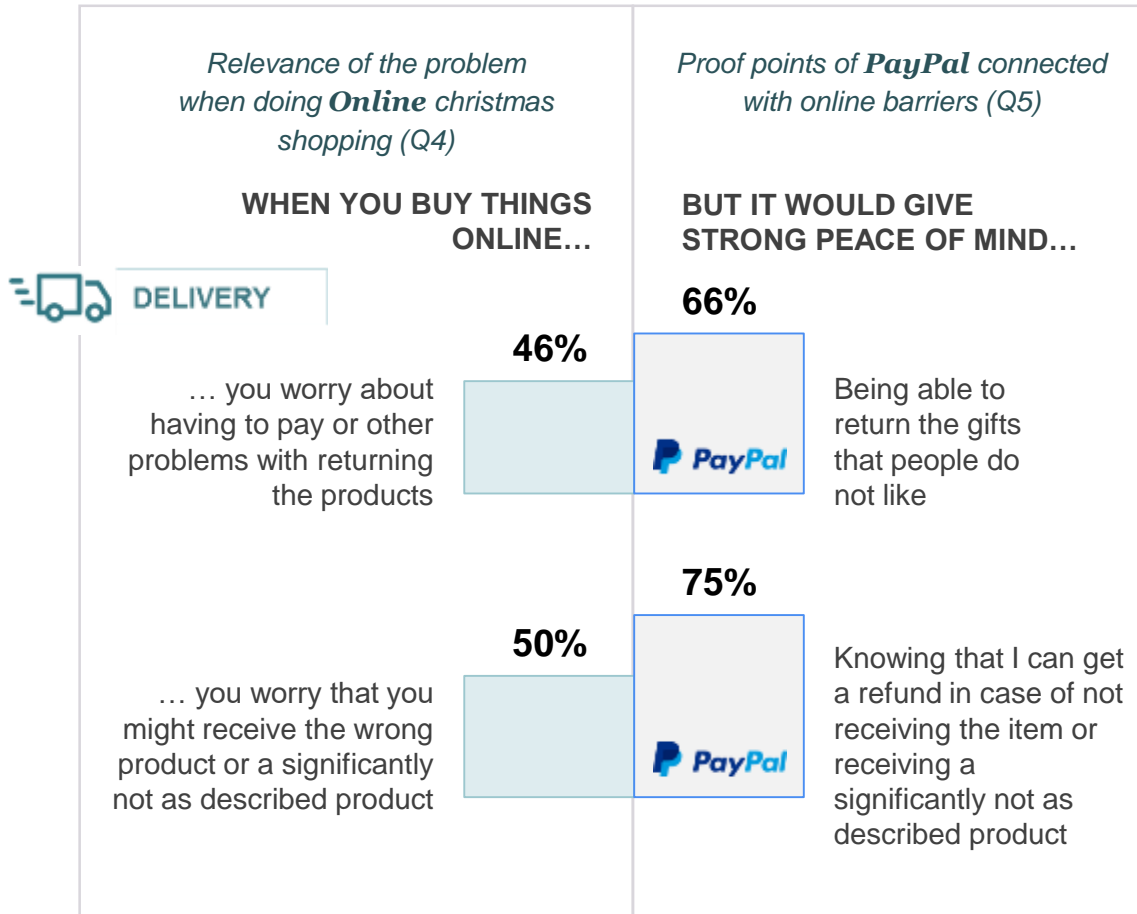 Relevance of the problem
when doing Online christmas
shopping (Q4)
Proof points of PayPal connected
with online barriers (Q5)
WHEN YOU BUY THINGS
ONLINE…
BUT IT WOULD GIVE
STRONG PEACE OF MIND…
DELIVERY
46%
66%
… you worry about
having to pay or other
problems with returning
the products
PayPal
Being able to
return the gifts
that people do
not like
50%
75%
… you worry that you
might receive the wrong
product or a significantly
not as described product
PayPal
Knowing that I can get
a refund in case of not
receiving the item or
receiving a
significantly not as
described product